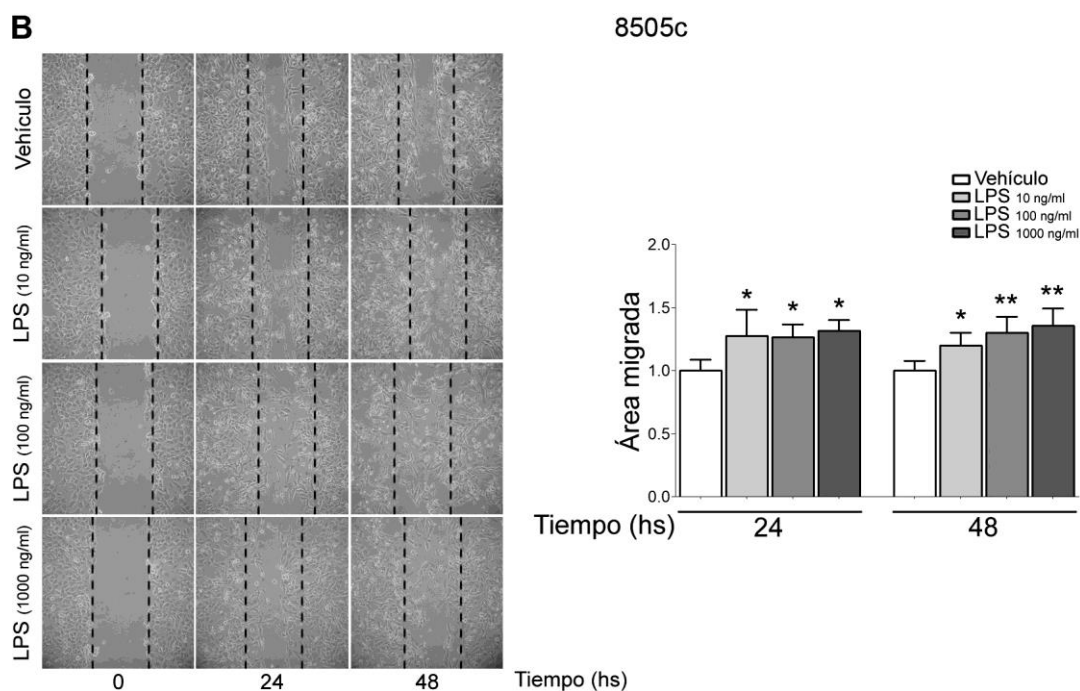 B
8505c
Vehículo
LPS (10 ng/ml)
LPS (100 ng/ml)
LPS (1000 ng/ml)
0 24 48 Tiempo (hs)
Vehículo
LPS 10 ng/ml
LPS 100 ng/ml
LPS 1000 ng/ml
Área migrada
2.0
1.5
1.0
0.5
0.0
* * * * ** **
Tiempo (hs) 24 48